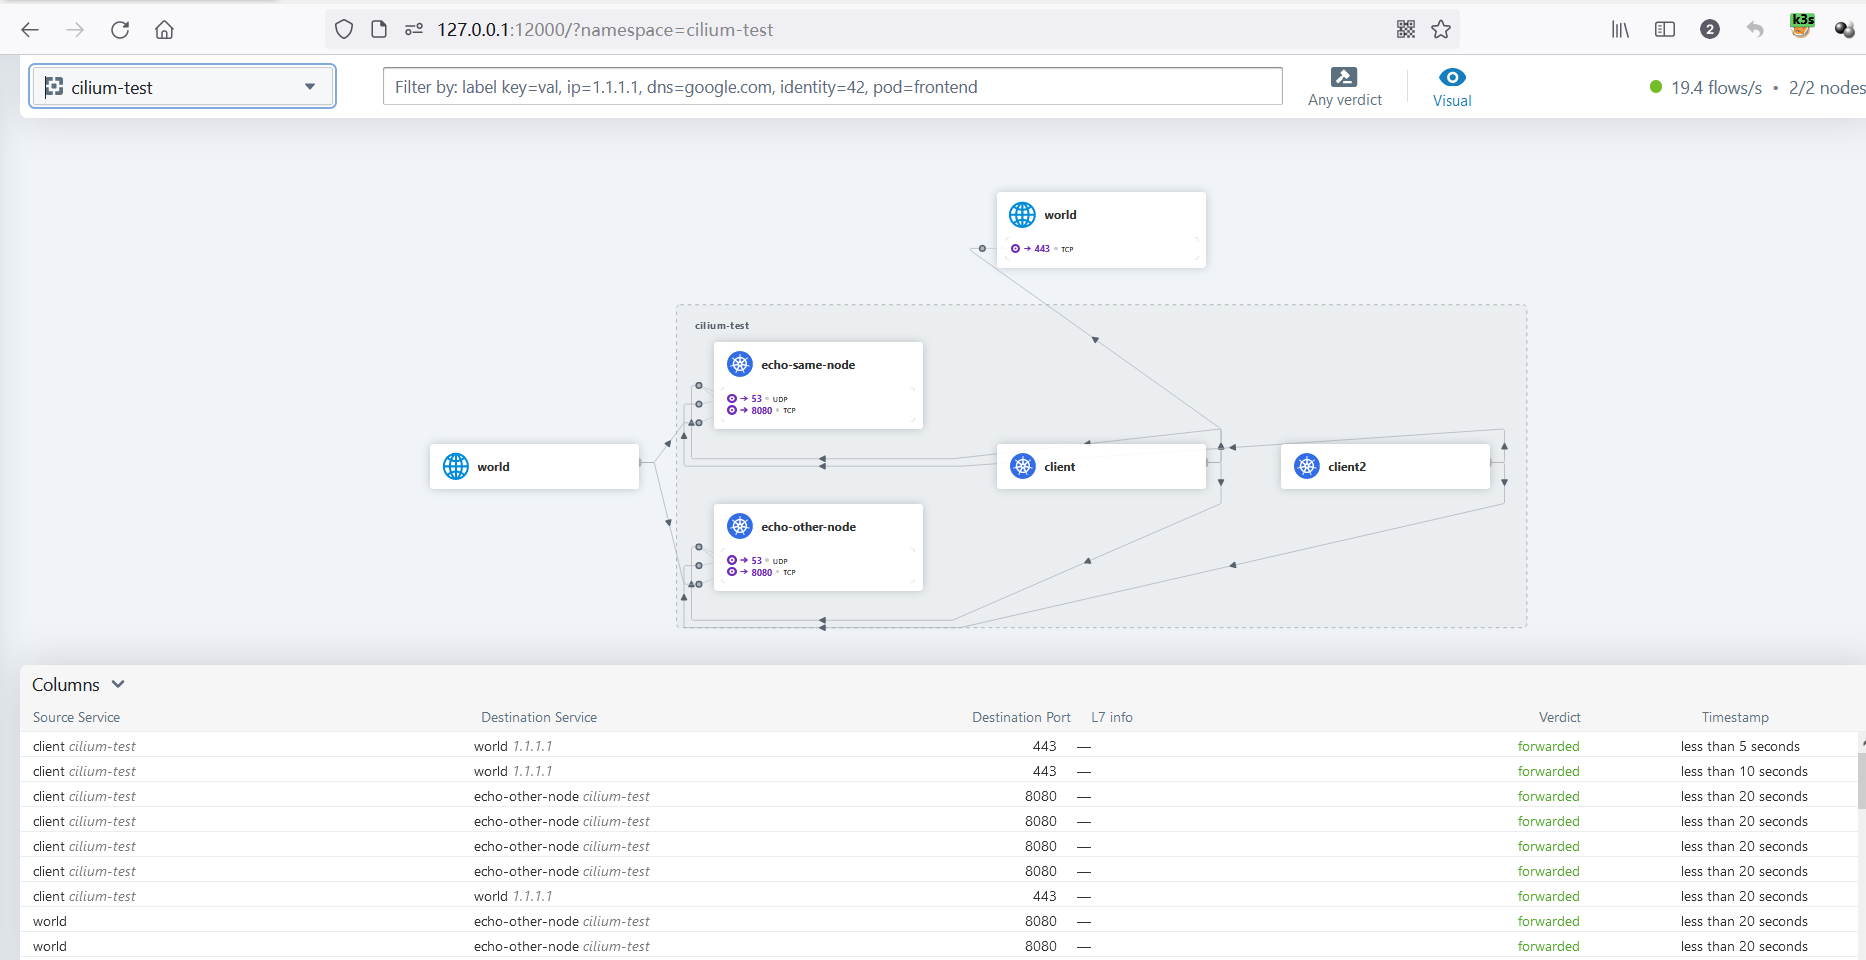 127.0.0.1:12000/?namespace=cilium-test
2
k3s
cilium-test
Filter by: label key=val, ip=1.1.1.1, dns=google.com, identity=42, pod=frontend
Any verdict
Visual
19.4 flows/s • 2/2 nodes
world
→ 443 • TCP
cilium-test
echo-same-node
→ 53 • UDP
→ 8080 • TCP
world
client
client2
echo-other-node
→ 53 • UDP
→ 8080 • TCP
Columns
Source Service Destination Service Destination Port L7 info Verdict Timestamp
client cilium-test world 1.1.1.1 443 — forwarded less than 5 seconds
client cilium-test world 1.1.1.1 443 — forwarded less than 10 seconds
client cilium-test echo-other-node cilium-test 8080 — forwarded less than 20 seconds
client cilium-test echo-other-node cilium-test 8080 — forwarded less than 20 seconds
client cilium-test echo-other-node cilium-test 8080 — forwarded less than 20 seconds
client cilium-test echo-other-node cilium-test 8080 — forwarded less than 20 seconds
client cilium-test world 1.1.1.1 443 — forwarded less than 20 seconds
world echo-other-node cilium-test 8080 — forwarded less than 20 seconds
world echo-other-node cilium-test 8080 — forwarded less than 20 seconds